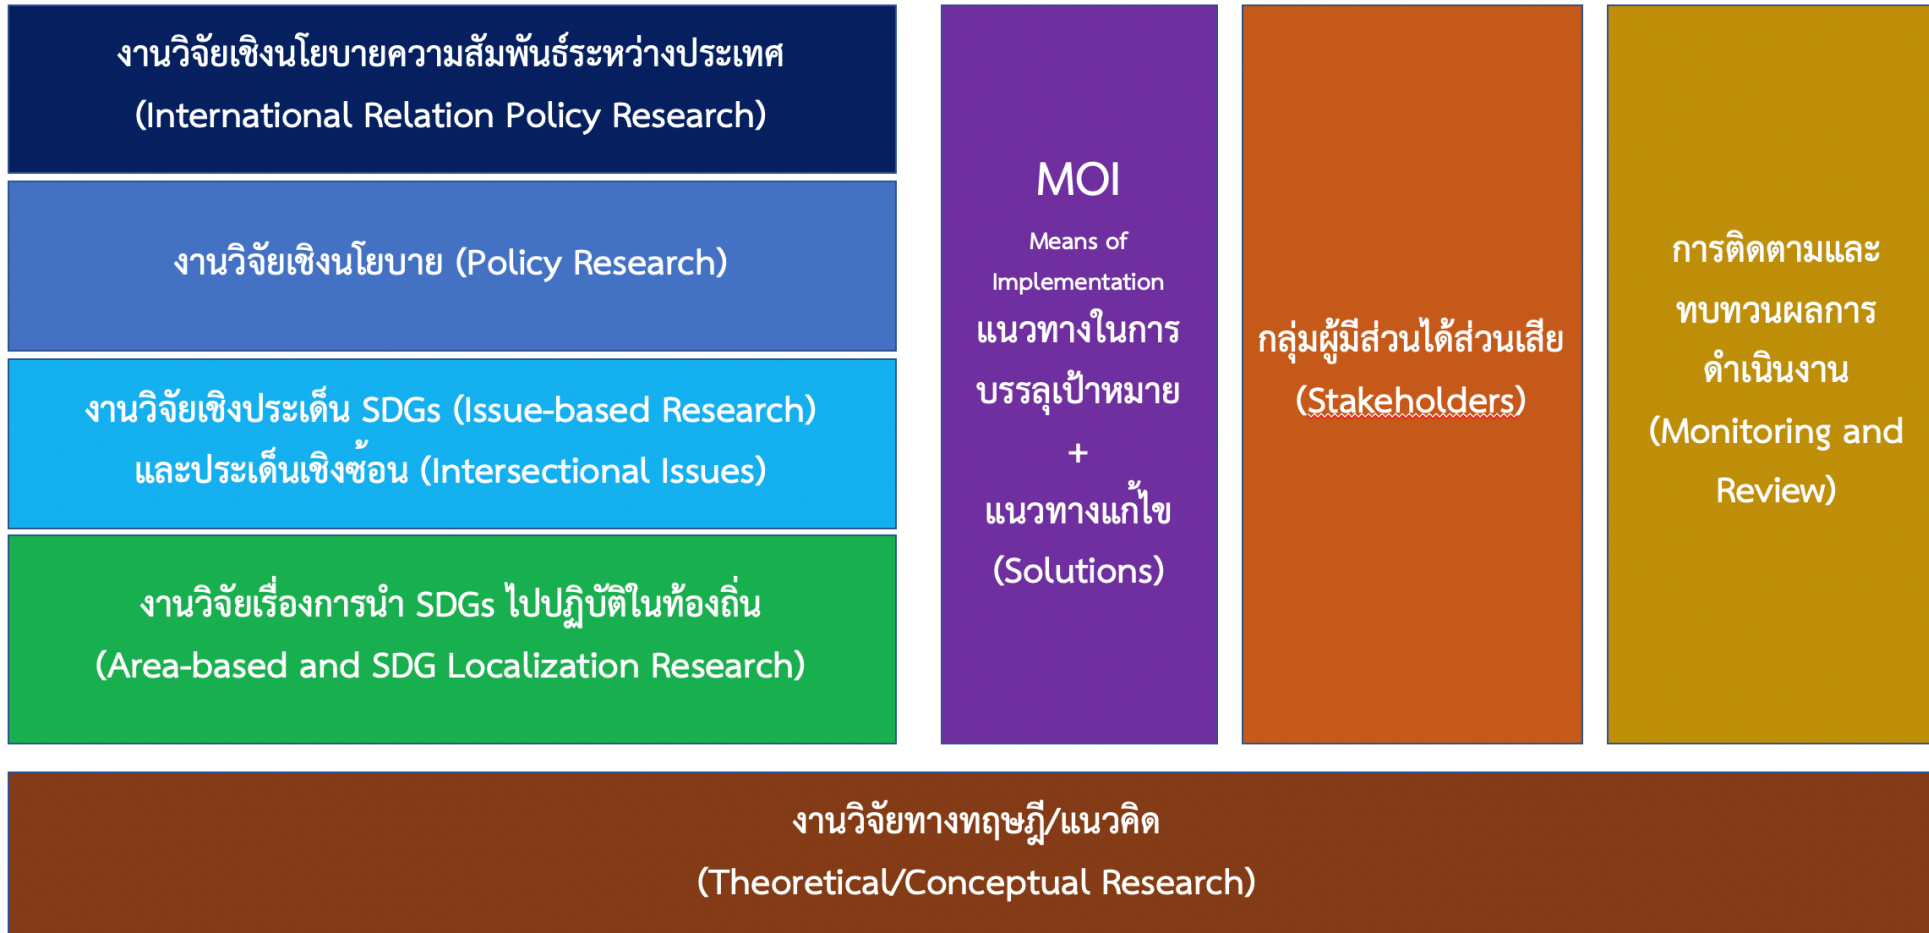 งานวิจัยเชิงนโยบายความสัมพันธ์ระหว่างประเทศ
(International Relation Policy Research)
งานวิจัยเชิงนโยบาย (Policy Research)
งานวิจัยเชิงประเด็น SDGs (Issue-based Research)
และประเด็นเชิงซ้อน (Intersectional Issues)
งานวิจัยเรื่องการนำ SDGs ไปปฏิบัติในท้องถิ่น
(Area-based and SDG Localization Research)
MOI
Means of
Implementation
แนวทางในการ
บรรลุเป้าหมาย
+
แนวทางแก้ไข
(Solutions)
กลุ่มผู้มีส่วนได้ส่วนเสีย
(Stakeholders)
การติดตามและ
ทบทวนผลการ
ดำเนินงาน
(Monitoring and
Review)
งานวิจัยทางทฤษฎี/แนวคิด
(Theoretical/Conceptual Research)